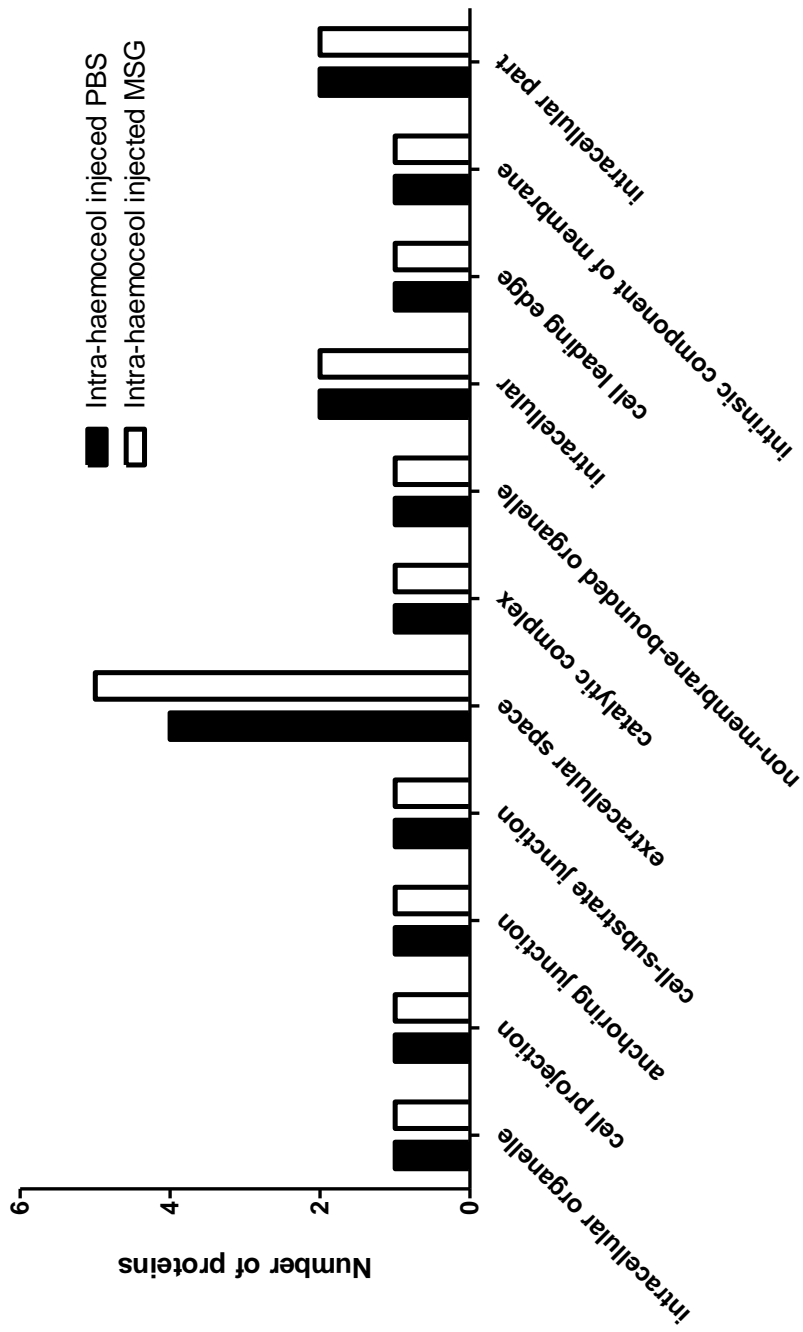 Intra-haemoceol injeced PBS
Intra-haemoceol injected MSG
Number of proteins
6
4
2
0
intracellular organelle
cell projection
anchoring junction
cell-substrate junction
extracellular space
catalytic complex
non-membrane-bounded organelle
intracellular
cell leading edge
intrinsic component of membrane
intracellular part